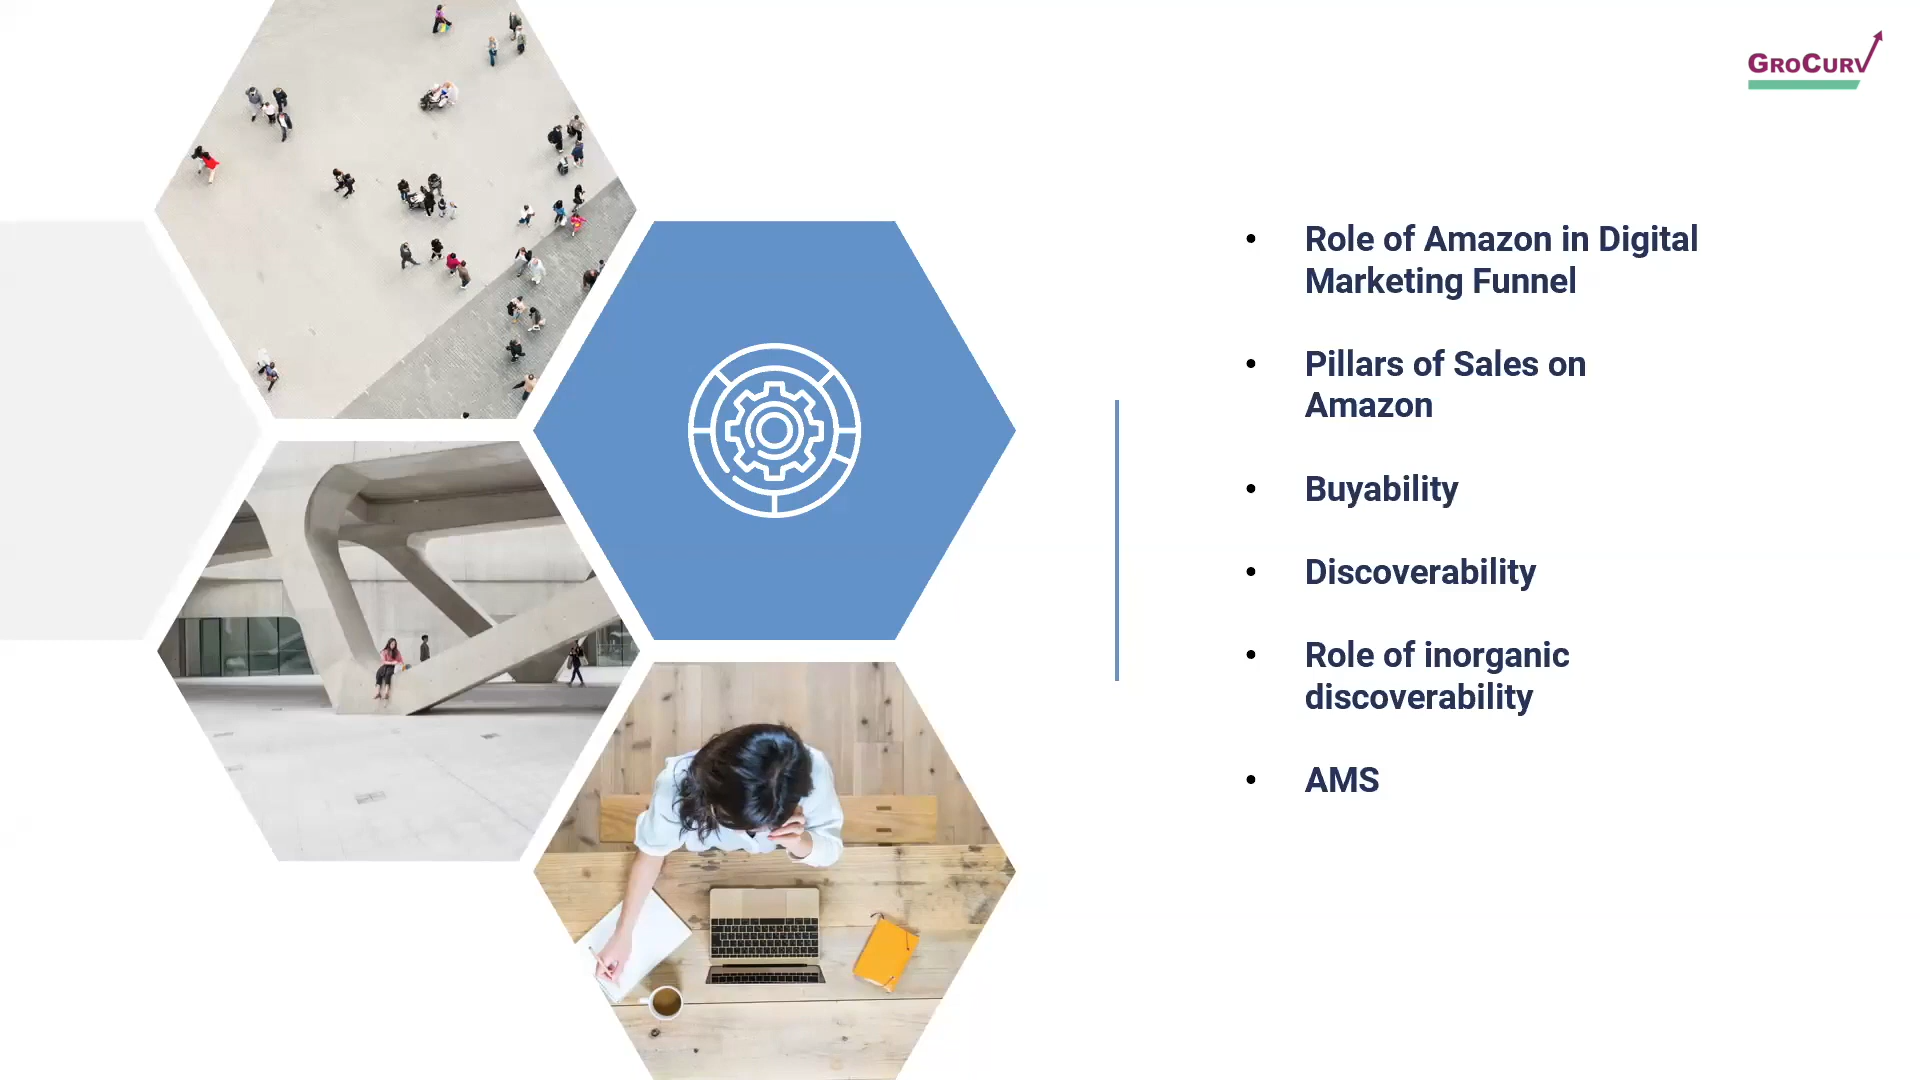 GROCURV
• Role of Amazon in Digital
Marketing Funnel
• Pillars of Sales on
Amazon
• Buyability
• Discoverability
• Role of inorganic
discoverability
• AMS